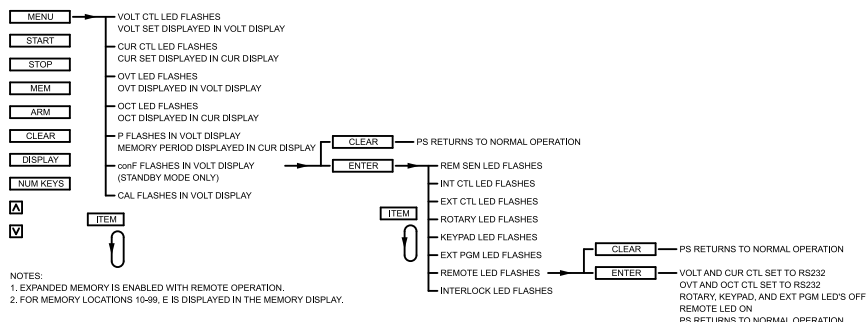 MENU
START
STOP
MEM
ARM
CLEAR
DISPLAY
NUM KEYS
VOLT CTL LED FLASHES
VOLT SET DISPLAYED IN VOLT DISPLAY
CUR CTL LED FLASHES
CUR SET DISPLAYED IN CUR DISPLAY
OVT LED FLASHES
OVT DISPLAYED IN VOLT DISPLAY
OCT LED FLASHES
OCT DISPLAYED IN CUR DISPLAY
P FLASHES IN VOLT DISPLAY
MEMORY PERIOD DISPLAYED IN CUR DISPLAY
conF FLASHES IN VOLT DISPLAY
(STANDBY MODE ONLY)
CAL FLASHES IN VOLT DISPLAY
ITEM
CLEAR
PS RETURNS TO NORMAL OPERATION
ENTER
REM SEN LED FLASHES
INT CTL LED FLASHES
EXT CTL LED FLASHES
ROTARY LED FLASHES
KEYPAD LED FLASHES
EXT PGM LED FLASHES
REMOTE LED FLASHES
INTERLOCK LED FLASHES
ITEM
CLEAR
PS RETURNS TO NORMAL OPERATION
ENTER
VOLT AND CUR CTL SET TO RS232
OVT AND OCT CTL SET TO RS232
ROTARY, KEYPAD, AND EXT PGM LED'S OFF
REMOTE LED ON
PS RETURNS TO NORMAL OPERATION
NOTES:
1. EXPANDED MEMORY IS ENABLED WITH REMOTE OPERATION.
2. FOR MEMORY LOCATIONS 10-99, E IS DISPLAYED IN THE MEMORY DISPLAY.